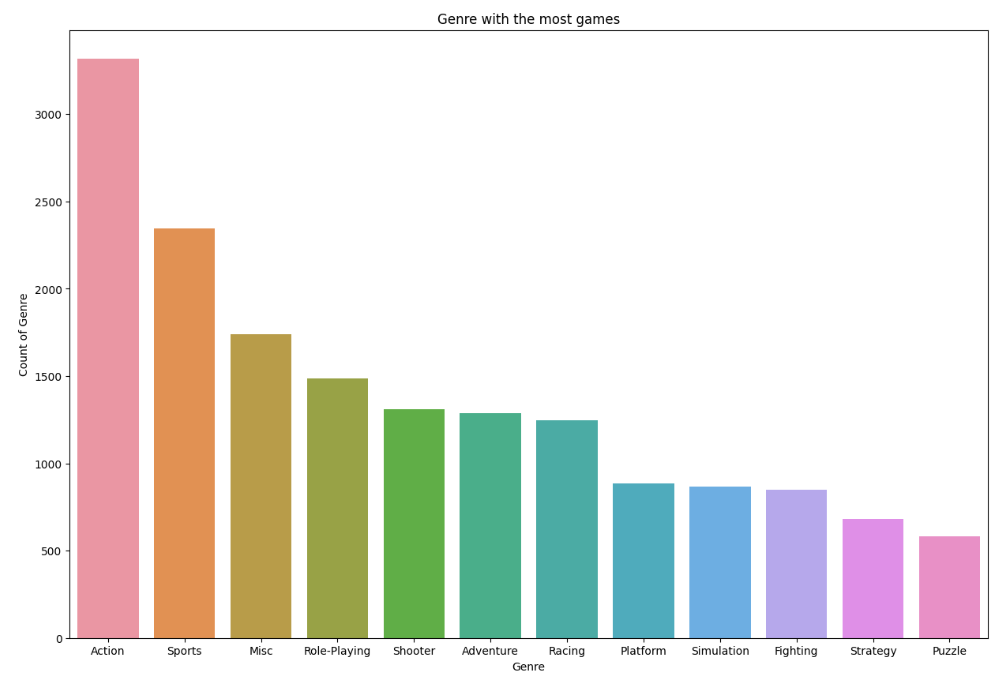 Genre with the most games
Count of Genre
3000
2500
2000
1500
1000
500
0
Action Sports Misc Role-Playing Shooter Adventure Racing Platform Simulation Fighting Strategy Puzzle
Genre